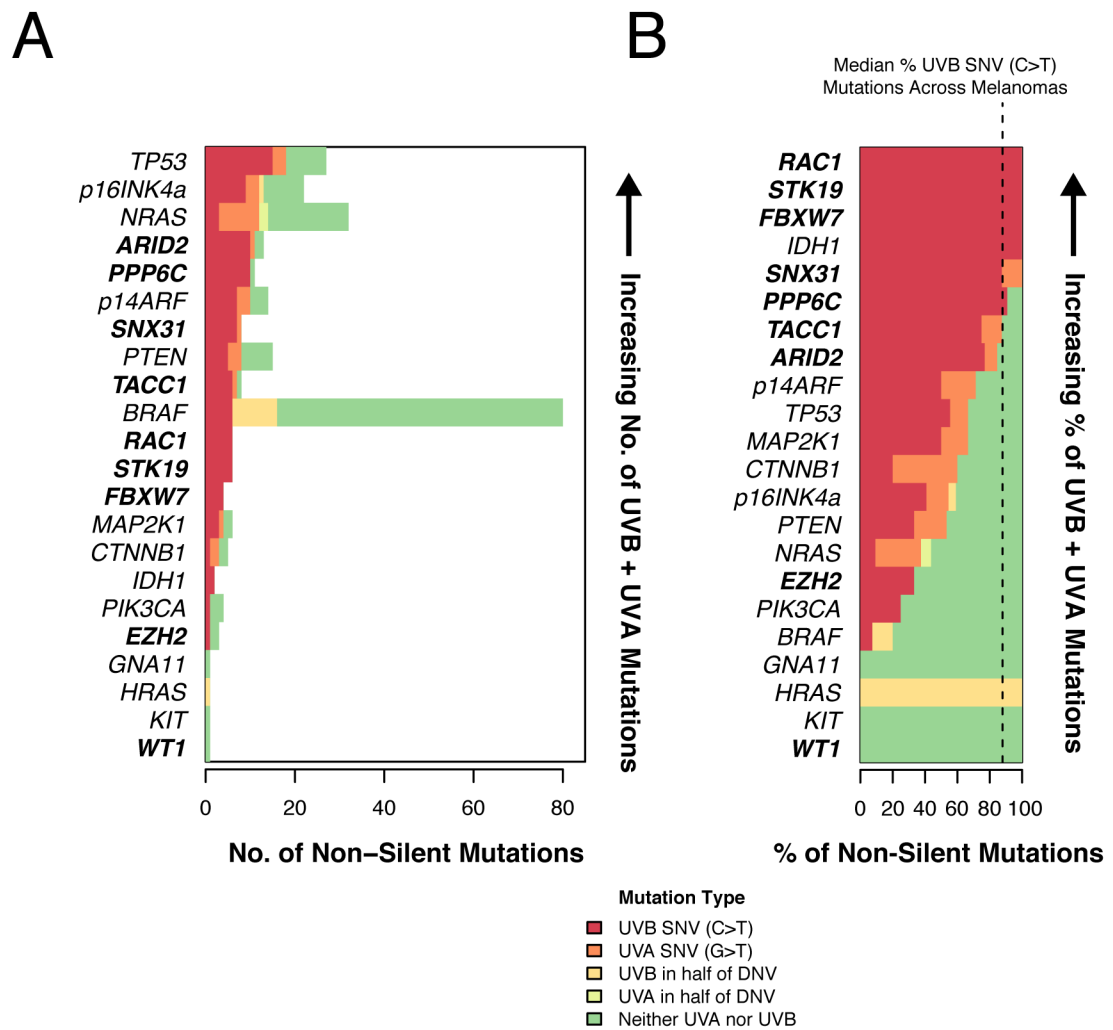 A
TP53
p16INK4a
NRAS
ARID2
PPP6C
p14ARF
SNX31
PTEN
TACC1
BRAF
RAC1
STK19
FBXW7
MAP2K1
CTNNB1
IDH1
PIK3CA
EZH2
GNA11
HRAS
KIT
WT1
0 20 40 60 80
No. of Non–Silent Mutations
Increasing No. of UVB + UVA Mutations
B
Median % UVB SNV (C>T)
Mutations Across Melanomas
RAC1
STK19
FBXW7
IDH1
SNX31
PPP6C
TACC1
ARID2
p14ARF
TP53
MAP2K1
CTNNB1
p16INK4a
PTEN
NRAS
EZH2
PIK3CA
BRAF
GNA11
HRAS
KIT
WT1
0 20 40 60 80 100
% of Non-Silent Mutations
Increasing % of UVB + UVA Mutations
Mutation Type
UVB SNV (C>T)
UVA SNV (G>T)
UVB in half of DNV
UVA in half of DNV
Neither UVA nor UVB